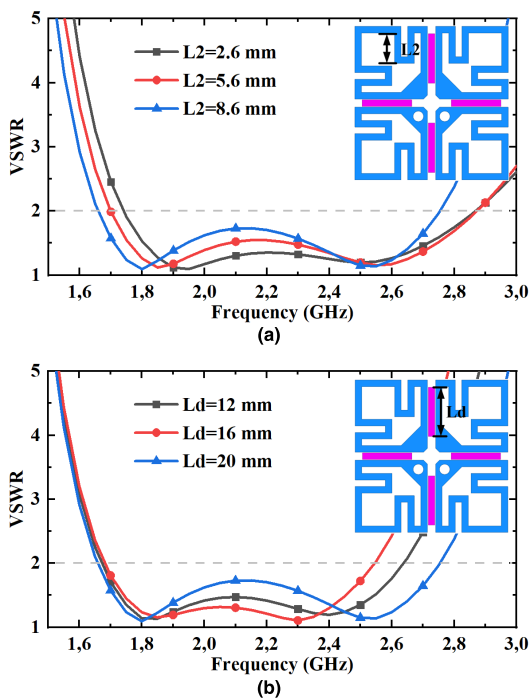 5
4
3
2
1
VSWR
L2=2.6 mm
L2=5.6 mm
L2=8.6 mm
L2
1,6 1,8 2,0 2,2 2,4 2,6 2,8 3,0
Frequency (GHz)
(a)
5
4
3
2
1
VSWR
Ld=12 mm
Ld=16 mm
Ld=20 mm
Ld
1,6 1,8 2,0 2,2 2,4 2,6 2,8 3,0
Frequency (GHz)
(b)